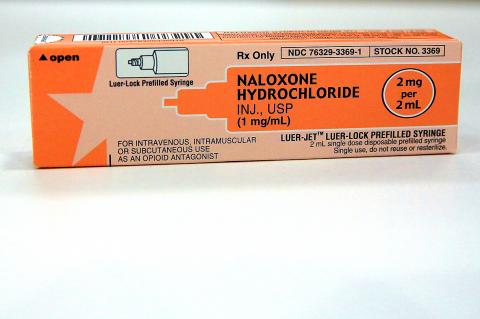 ▲open
Luer-Lock Prefilled Syringe
Rx Only
NDC 76329-3369-1
STOCK NO. 3369
NALOXONE
HYDROCHLORIDE
INJ., USP
(1 mg/mL)
2 mg
per
2 mL
FOR INTRAVENOUS, INTRAMUSCULAR
OR SUBCUTANEOUS USE
AS AN OPIOID ANTAGONIST
LUER-JET™ LUER-LOCK PREFILLED SYRINGE
2 mL single dose disposable prefilled syringe
Single use, do not reuse or resterilize.